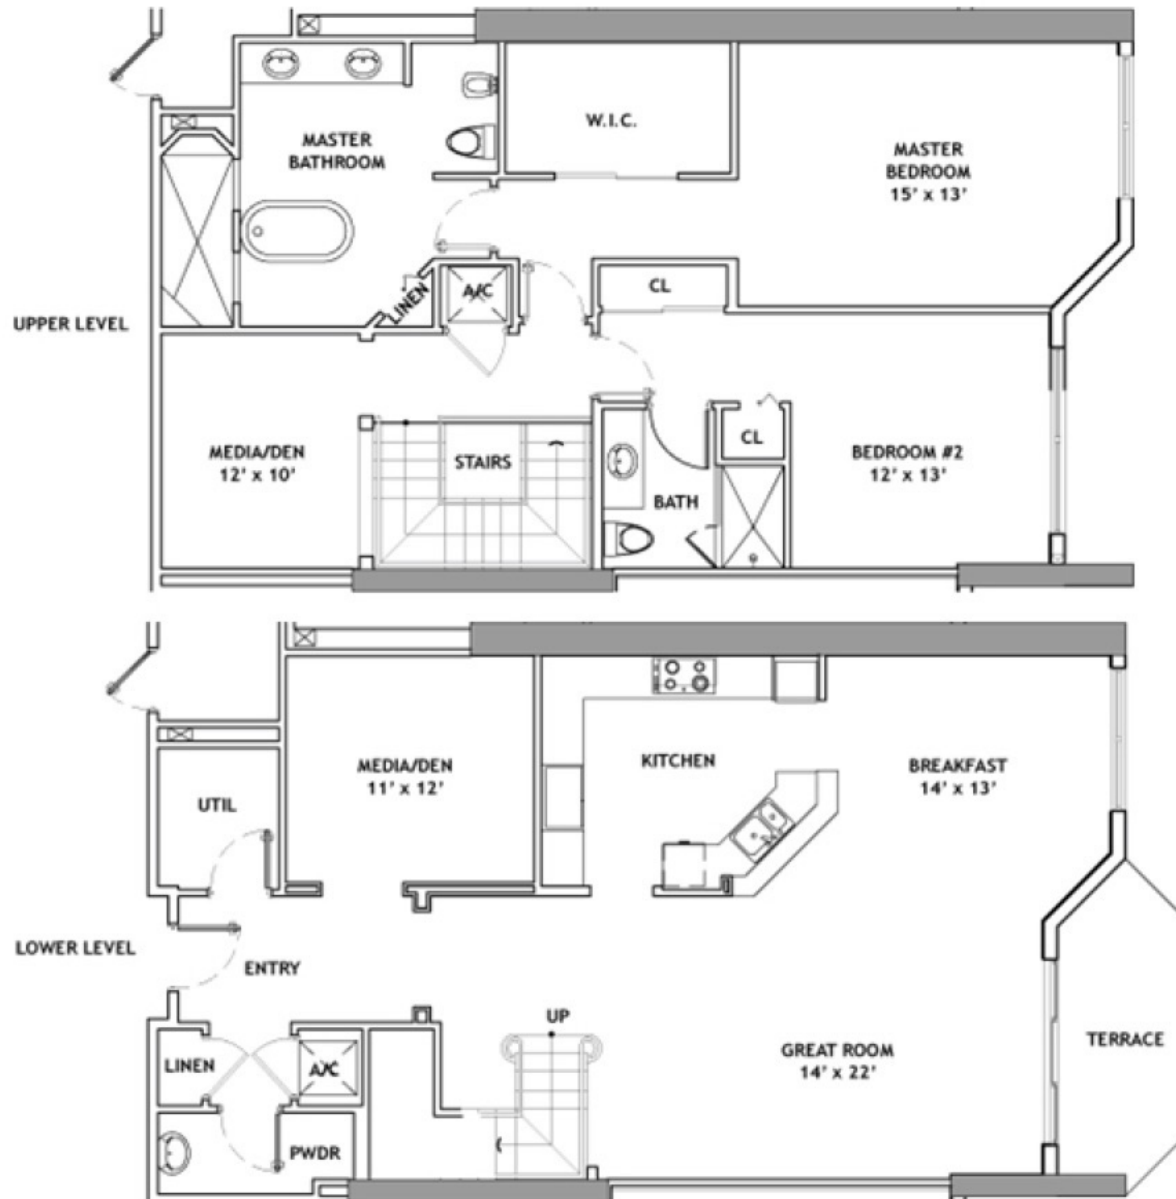 MASTER
BATHROOM
W.I.C.
MASTER
BEDROOM
15' x 13'
UPPER LEVEL
LINEN
A/C
CL
MEDIA/DEN
12' x 10'
STAIRS
BATH
CL
BEDROOM #2
12' x 13'
MEDIA/DEN
11' x 12'
KITCHEN
BREAKFAST
14' x 13'
UTIL
LOWER LEVEL
ENTRY
UP
LINEN
A/C
GREAT ROOM
14' x 22'
TERRACE
PWDR